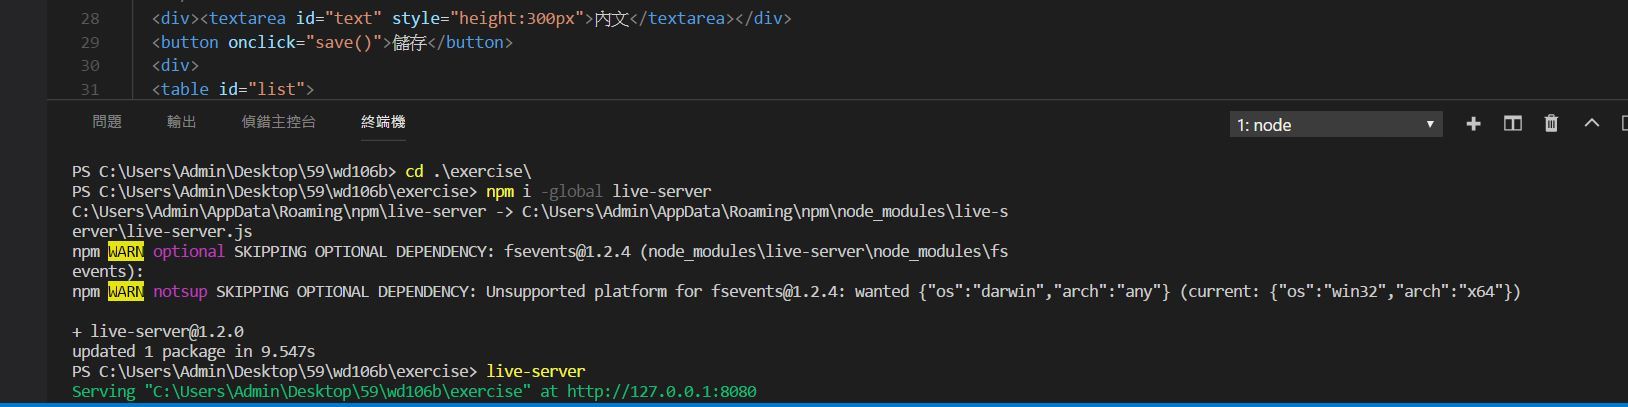 28 <div><textarea id="text" style="height:300px">內文</textarea></div>
29 <button onclick="save()">儲存</button>
30 <div>
31 <table id="list">
問題 輸出 偵錯主控台 終端機 1: node
PS C:\Users\Admin\Desktop\59\wd106b> cd .\exercise\
PS C:\Users\Admin\Desktop\59\wd106b\exercise> npm i -global live-server
C:\Users\Admin\AppData\Roaming\npm\live-server -> C:\Users\Admin\AppData\Roaming\npm\node_modules\live-s
erver\live-server.js
npm WARN optional SKIPPING OPTIONAL DEPENDENCY: fsevents@1.2.4 (node_modules\live-server\node_modules\fs
events):
npm WARN notsup SKIPPING OPTIONAL DEPENDENCY: Unsupported platform for fsevents@1.2.4: wanted {"os":"darwin","arch":"any"} (current: {"os":"win32","arch":"x64"})
+ live-server@1.2.0
updated 1 package in 9.547s
PS C:\Users\Admin\Desktop\59\wd106b\exercise> live-server
Serving "C:\Users\Admin\Desktop\59\wd106b\exercise" at http://127.0.0.1:8080